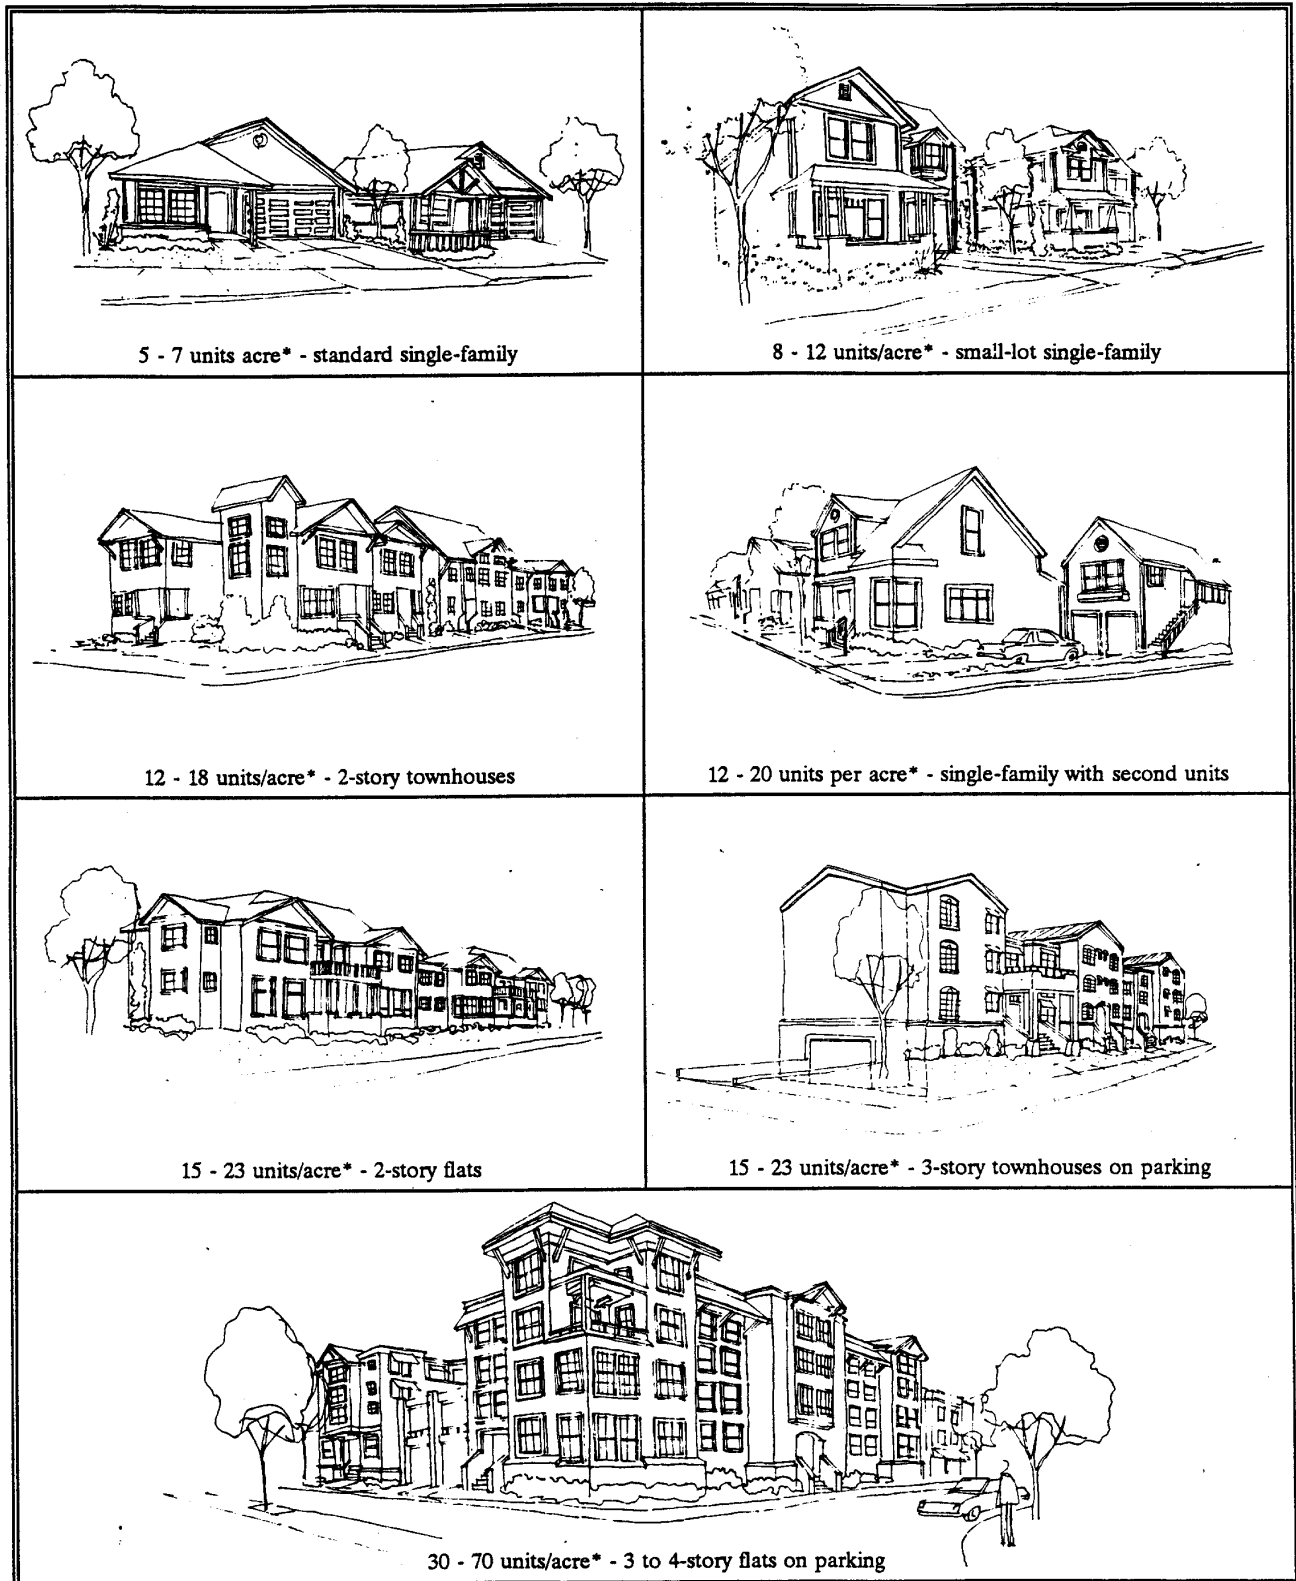 5 - 7 units acre* - standard single-family
8 - 12 units/acre* - small-lot single-family
12 - 18 units/acre* - 2-story townhouses
12 - 20 units per acre* - single-family with second units
15 - 23 units/acre* - 2-story flats
15 - 23 units/acre* - 3-story townhouses on parking
30 - 70 units/acre* - 3 to 4-story flats on parking